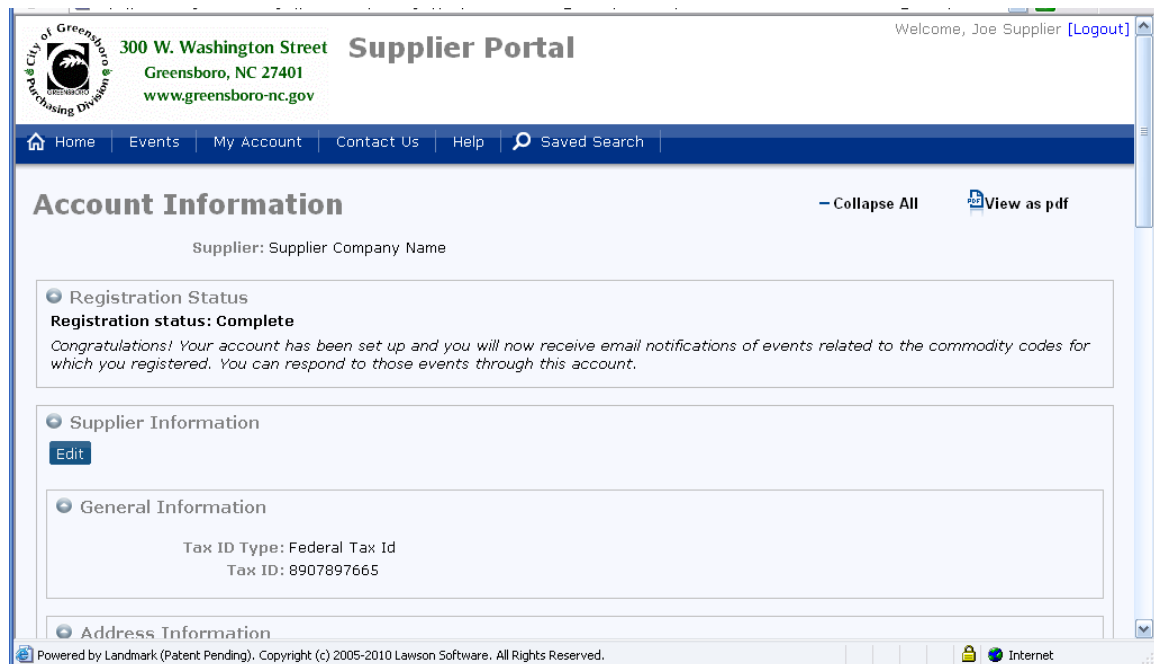 City of Greensboro
Purchasing Division
GREENSBORO
300 W. Washington Street
Greensboro, NC 27401
www.greensboro-nc.gov
Supplier Portal
Welcome, Joe Supplier [Logout]
Home Events My Account Contact Us Help Saved Search
Account Information
– Collapse All
PDF View as pdf
Supplier: Supplier Company Name
Registration Status
Registration status: Complete
Congratulations! Your account has been set up and you will now receive email notifications of events related to the commodity codes for
which you registered. You can respond to those events through this account.
Supplier Information
Edit
General Information
Tax ID Type: Federal Tax Id
Tax ID: 8907897665
Address Information
Powered by Landmark (Patent Pending). Copyright (c) 2005-2010 Lawson Software. All Rights Reserved.
Internet